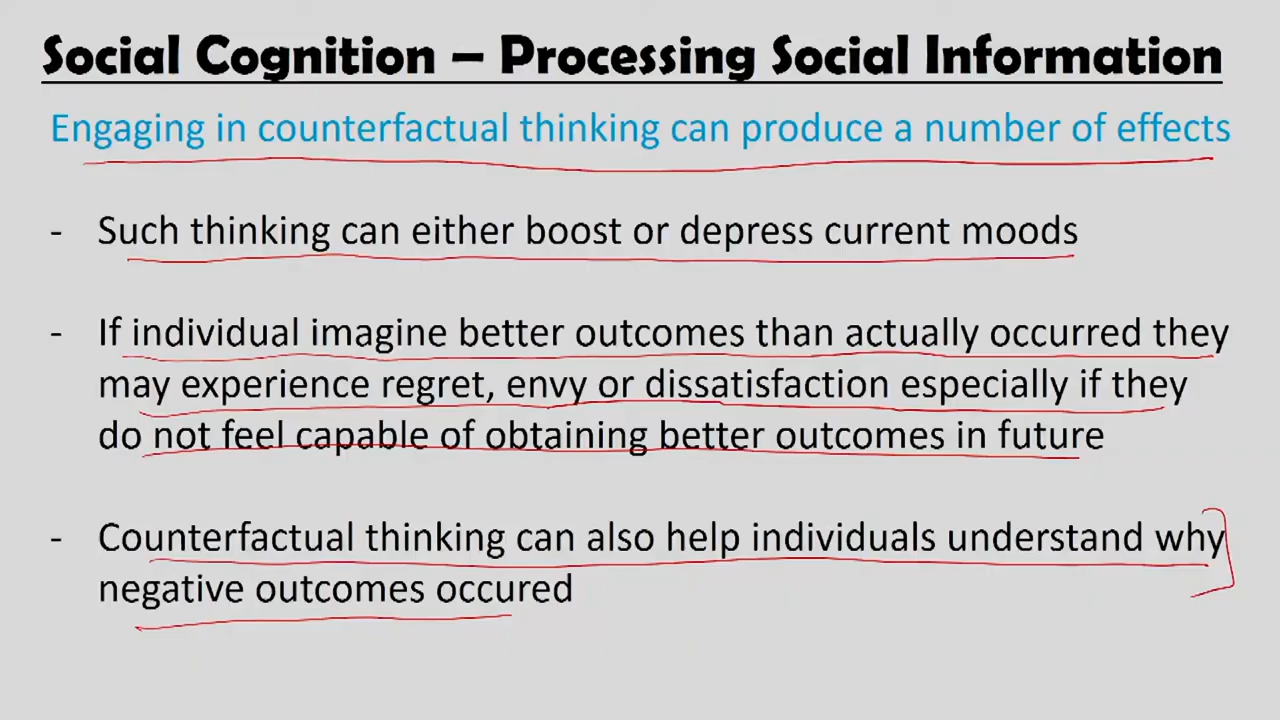 Social Cognition – Processing Social Information
Engaging in counterfactual thinking can produce a number of effects
- Such thinking can either boost or depress current moods
- If individual imagine better outcomes than actually occurred they
may experience regret, envy or dissatisfaction especially if they
do not feel capable of obtaining better outcomes in future
- Counterfactual thinking can also help individuals understand why
negative outcomes occured